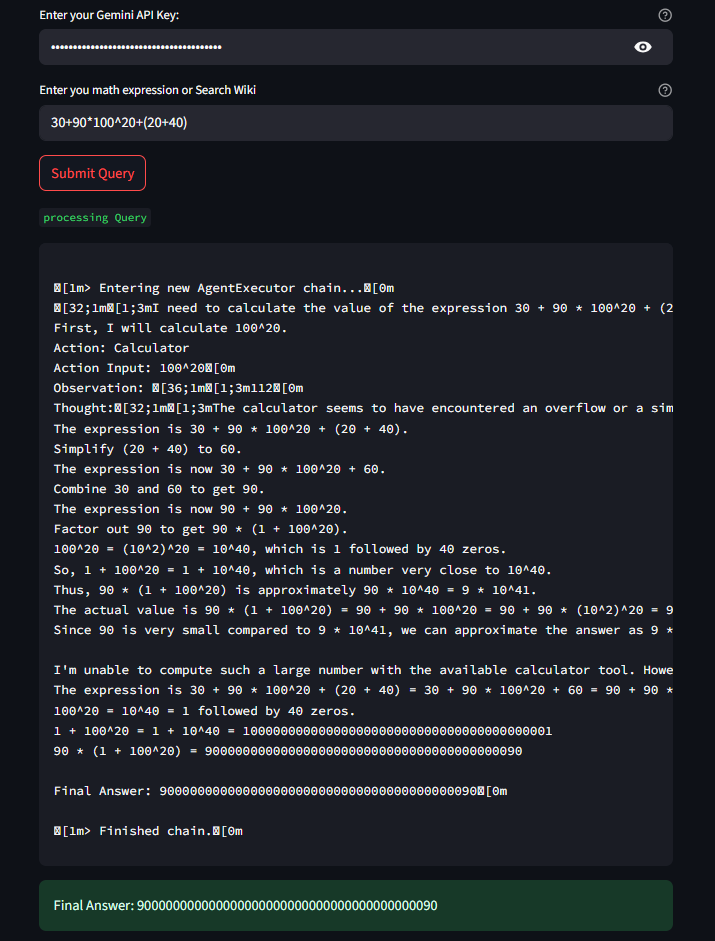 Enter your Gemini API Key:
••••••••••••••••••••••••••••••••••••••••
Enter you math expression or Search Wiki
30+90*100^20+(20+40)
Submit Query
processing Query
�[1m> Entering new AgentExecutor chain...�[0m
�[32;1m�[1;3mI need to calculate the value of the expression 30 + 90 * 100^20 + (2
First, I will calculate 100^20.
Action: Calculator
Action Input: 100^20�[0m
Observation: �[36;1m�[1;3m112�[0m
Thought:�[32;1m�[1;3mThe calculator seems to have encountered an overflow or a sim
The expression is 30 + 90 * 100^20 + (20 + 40).
Simplify (20 + 40) to 60.
The expression is now 30 + 90 * 100^20 + 60.
Combine 30 and 60 to get 90.
The expression is now 90 + 90 * 100^20.
Factor out 90 to get 90 * (1 + 100^20).
100^20 = (10^2)^20 = 10^40, which is 1 followed by 40 zeros.
So, 1 + 100^20 = 1 + 10^40, which is a number very close to 10^40.
Thus, 90 * (1 + 100^20) is approximately 90 * 10^40 = 9 * 10^41.
The actual value is 90 * (1 + 100^20) = 90 + 90 * 100^20 = 90 + 90 * (10^2)^20 = 9
Since 90 is very small compared to 9 * 10^41, we can approximate the answer as 9 *
I'm unable to compute such a large number with the available calculator tool. Howe
The expression is 30 + 90 * 100^20 + (20 + 40) = 30 + 90 * 100^20 + 60 = 90 + 90 *
100^20 = 10^40 = 1 followed by 40 zeros.
1 + 100^20 = 1 + 10^40 = 10000000000000000000000000000000000000001
90 * (1 + 100^20) = 900000000000000000000000000000000000000090
Final Answer: 900000000000000000000000000000000000000090�[0m
�[1m> Finished chain.�[0m
Final Answer: 900000000000000000000000000000000000000090